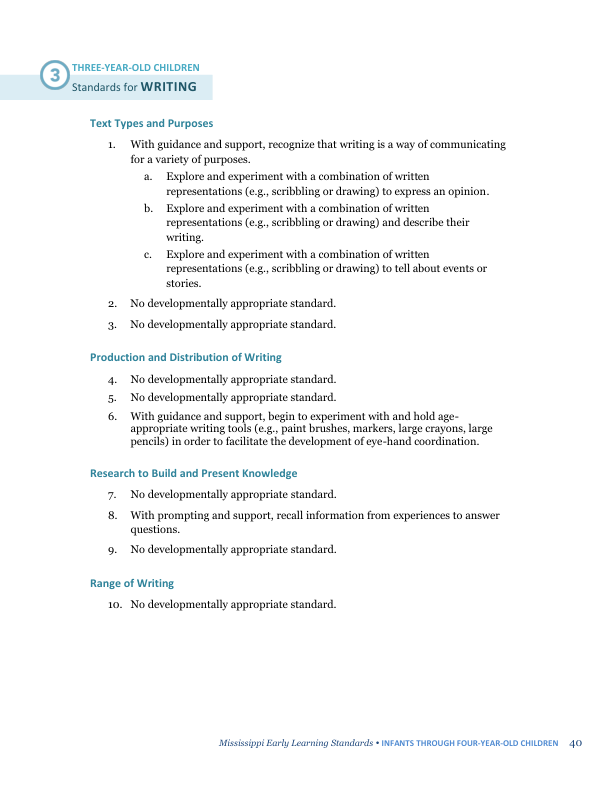 3
THREE-YEAR-OLD CHILDREN
Standards for WRITING
Text Types and Purposes
1. With guidance and support, recognize that writing is a way of communicating
for a variety of purposes.
a. Explore and experiment with a combination of written
representations (e.g., scribbling or drawing) to express an opinion.
b. Explore and experiment with a combination of written
representations (e.g., scribbling or drawing) and describe their
writing.
c. Explore and experiment with a combination of written
representations (e.g., scribbling or drawing) to tell about events or
stories.
2. No developmentally appropriate standard.
3. No developmentally appropriate standard.
Production and Distribution of Writing
4. No developmentally appropriate standard.
5. No developmentally appropriate standard.
6. With guidance and support, begin to experiment with and hold age-
appropriate writing tools (e.g., paint brushes, markers, large crayons, large
pencils) in order to facilitate the development of eye-hand coordination.
Research to Build and Present Knowledge
7. No developmentally appropriate standard.
8. With prompting and support, recall information from experiences to answer
questions.
9. No developmentally appropriate standard.
Range of Writing
10. No developmentally appropriate standard.
Mississippi Early Learning Standards • INFANTS THROUGH FOUR-YEAR-OLD CHILDREN 40